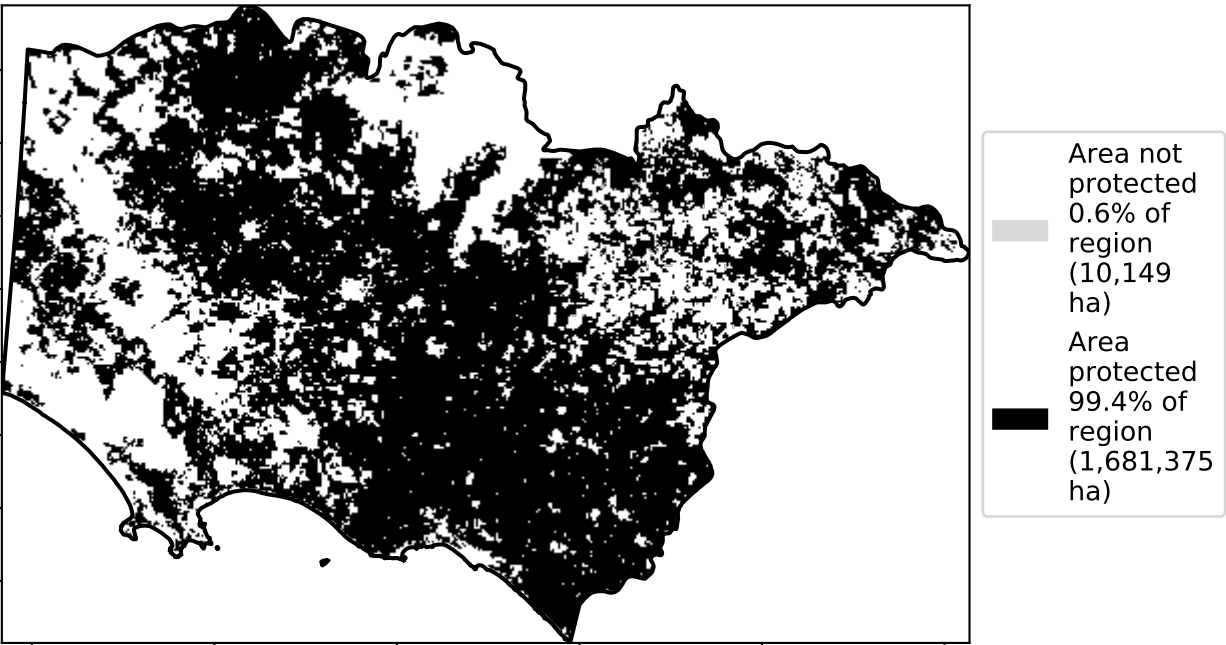 Area not
protected
0.6% of
region
(10,149
ha)
Area
protected
99.4% of
region
(1,681,375
ha)